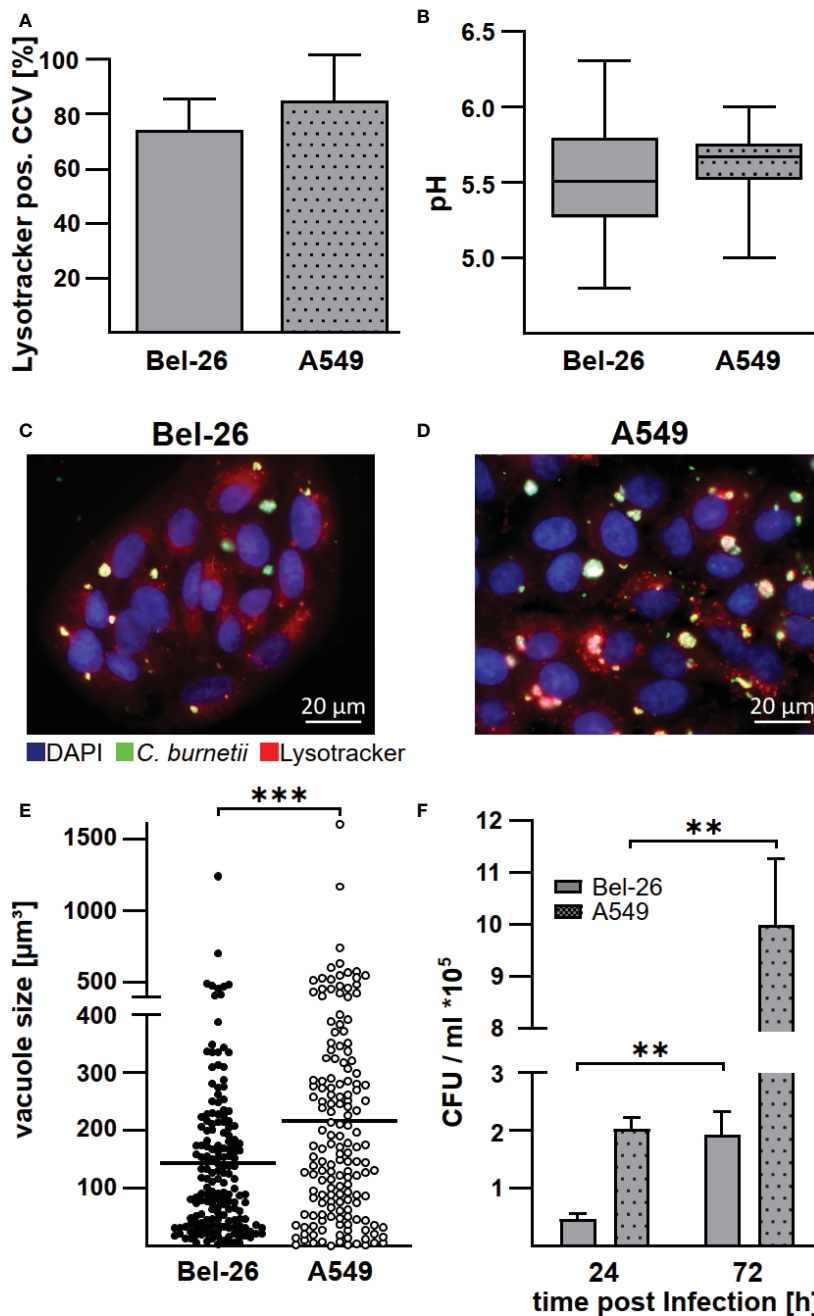 A
Lysotracker pos. CCV [%]
100
80
60
40
20
Bel-26
A549
B
pH
6.5
6.0
5.5
5.0
Bel-26
A549
C
Bel-26
20 µm
D
A549
20 µm
DAPI C. burnetii Lysotracker
E
vacuole size [µm³]
***
1500
1000
500
400
300
200
100
Bel-26
A549
F
CFU / ml *10⁵
12
11
10
9
8
3
2
1
**
Bel-26
A549
**
24
72
time post Infection [h]